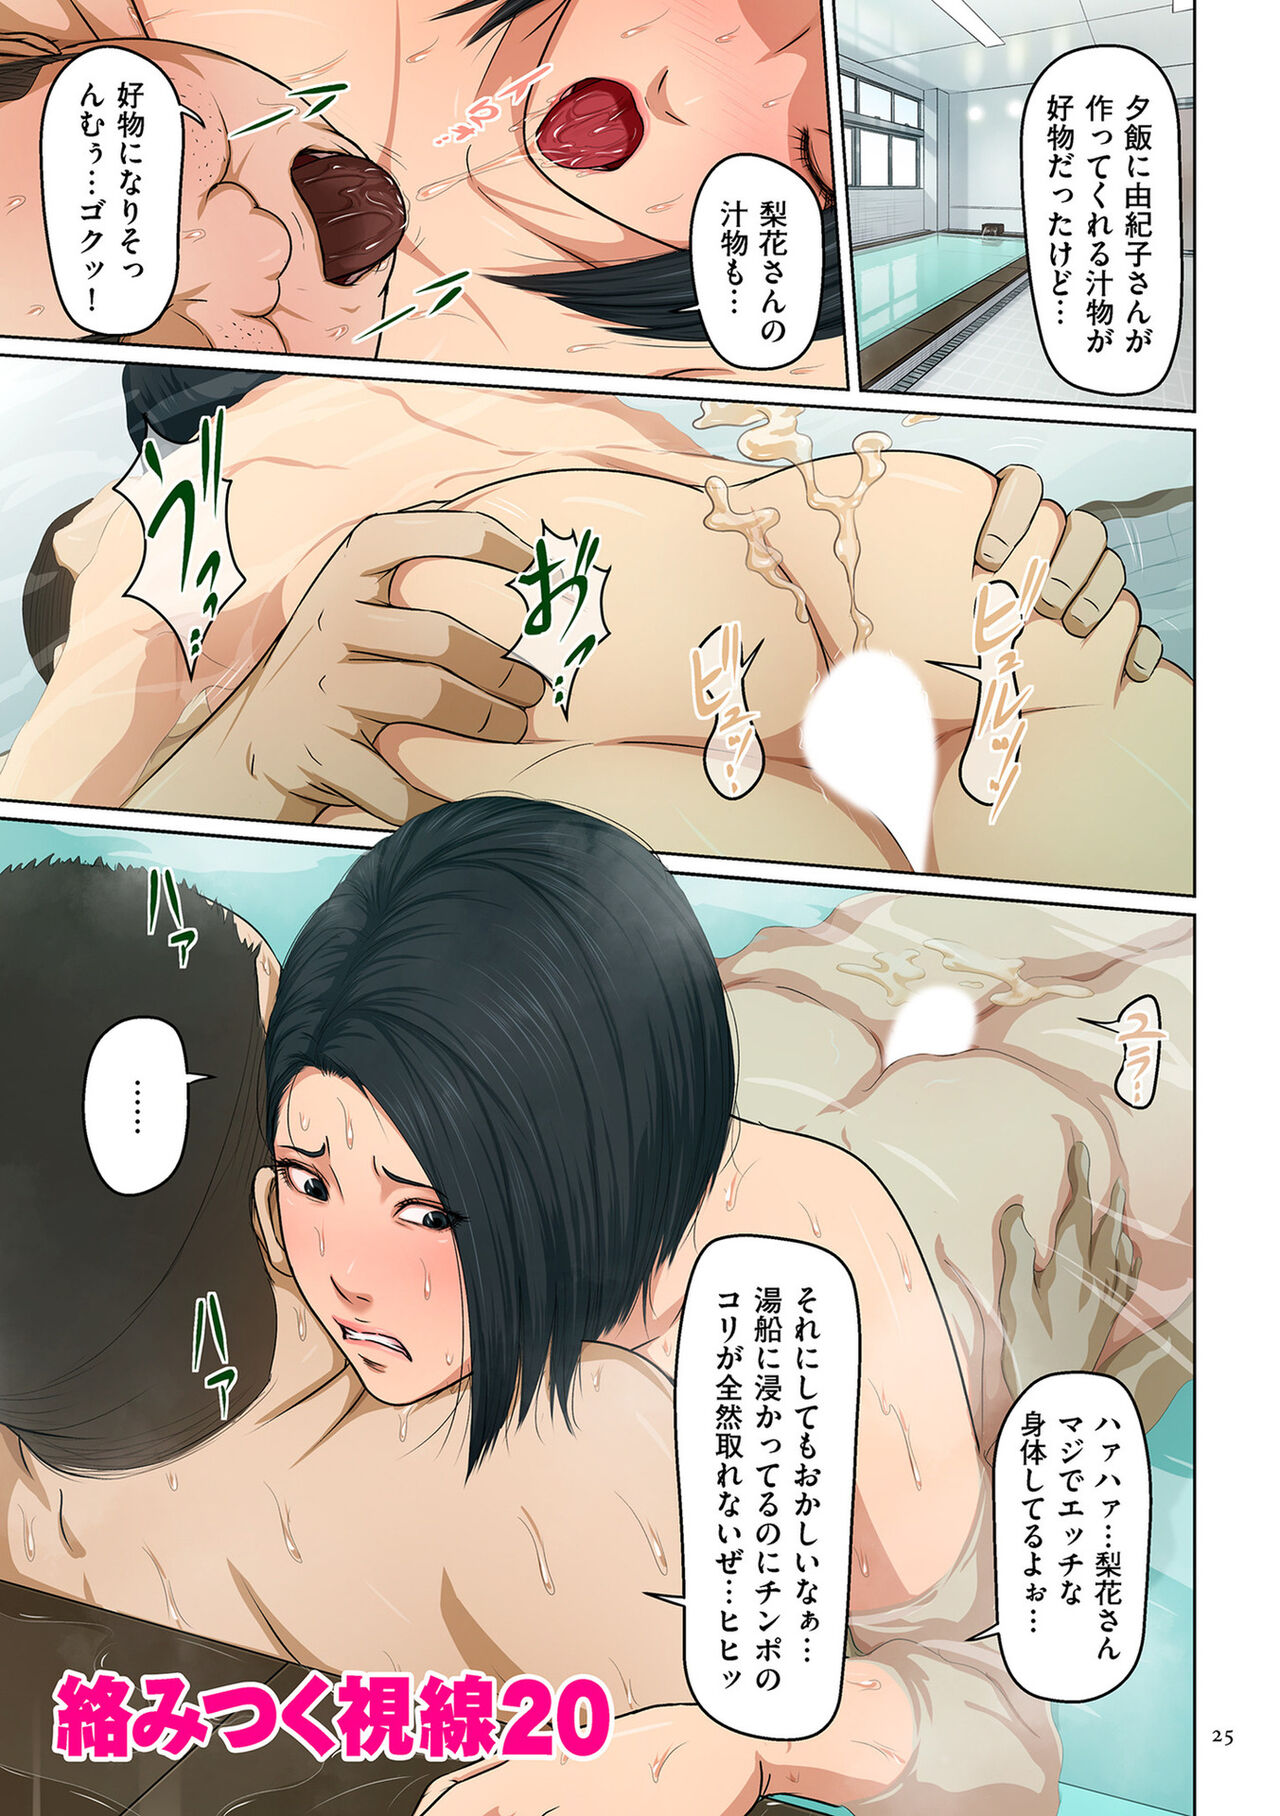 夕飯に由紀子さんが
作ってくれる汁物が
好物だったけど…
梨花さんの
汁物も…
好物になりそっ
んむぅ…ゴクッ！
お゛っ…
う゛っっ…
ビュルルッ…
ビュッ…
ハァ
ハァ
ユラ…
……
ハァハァ…梨花さん
マジでエッチな
身体してるよぉ…
それにしてもおかしいなぁ…
湯船に浸かってるのにチンポの
コリが全然取れないぜ…ヒヒッ
絡みつく視線20
25